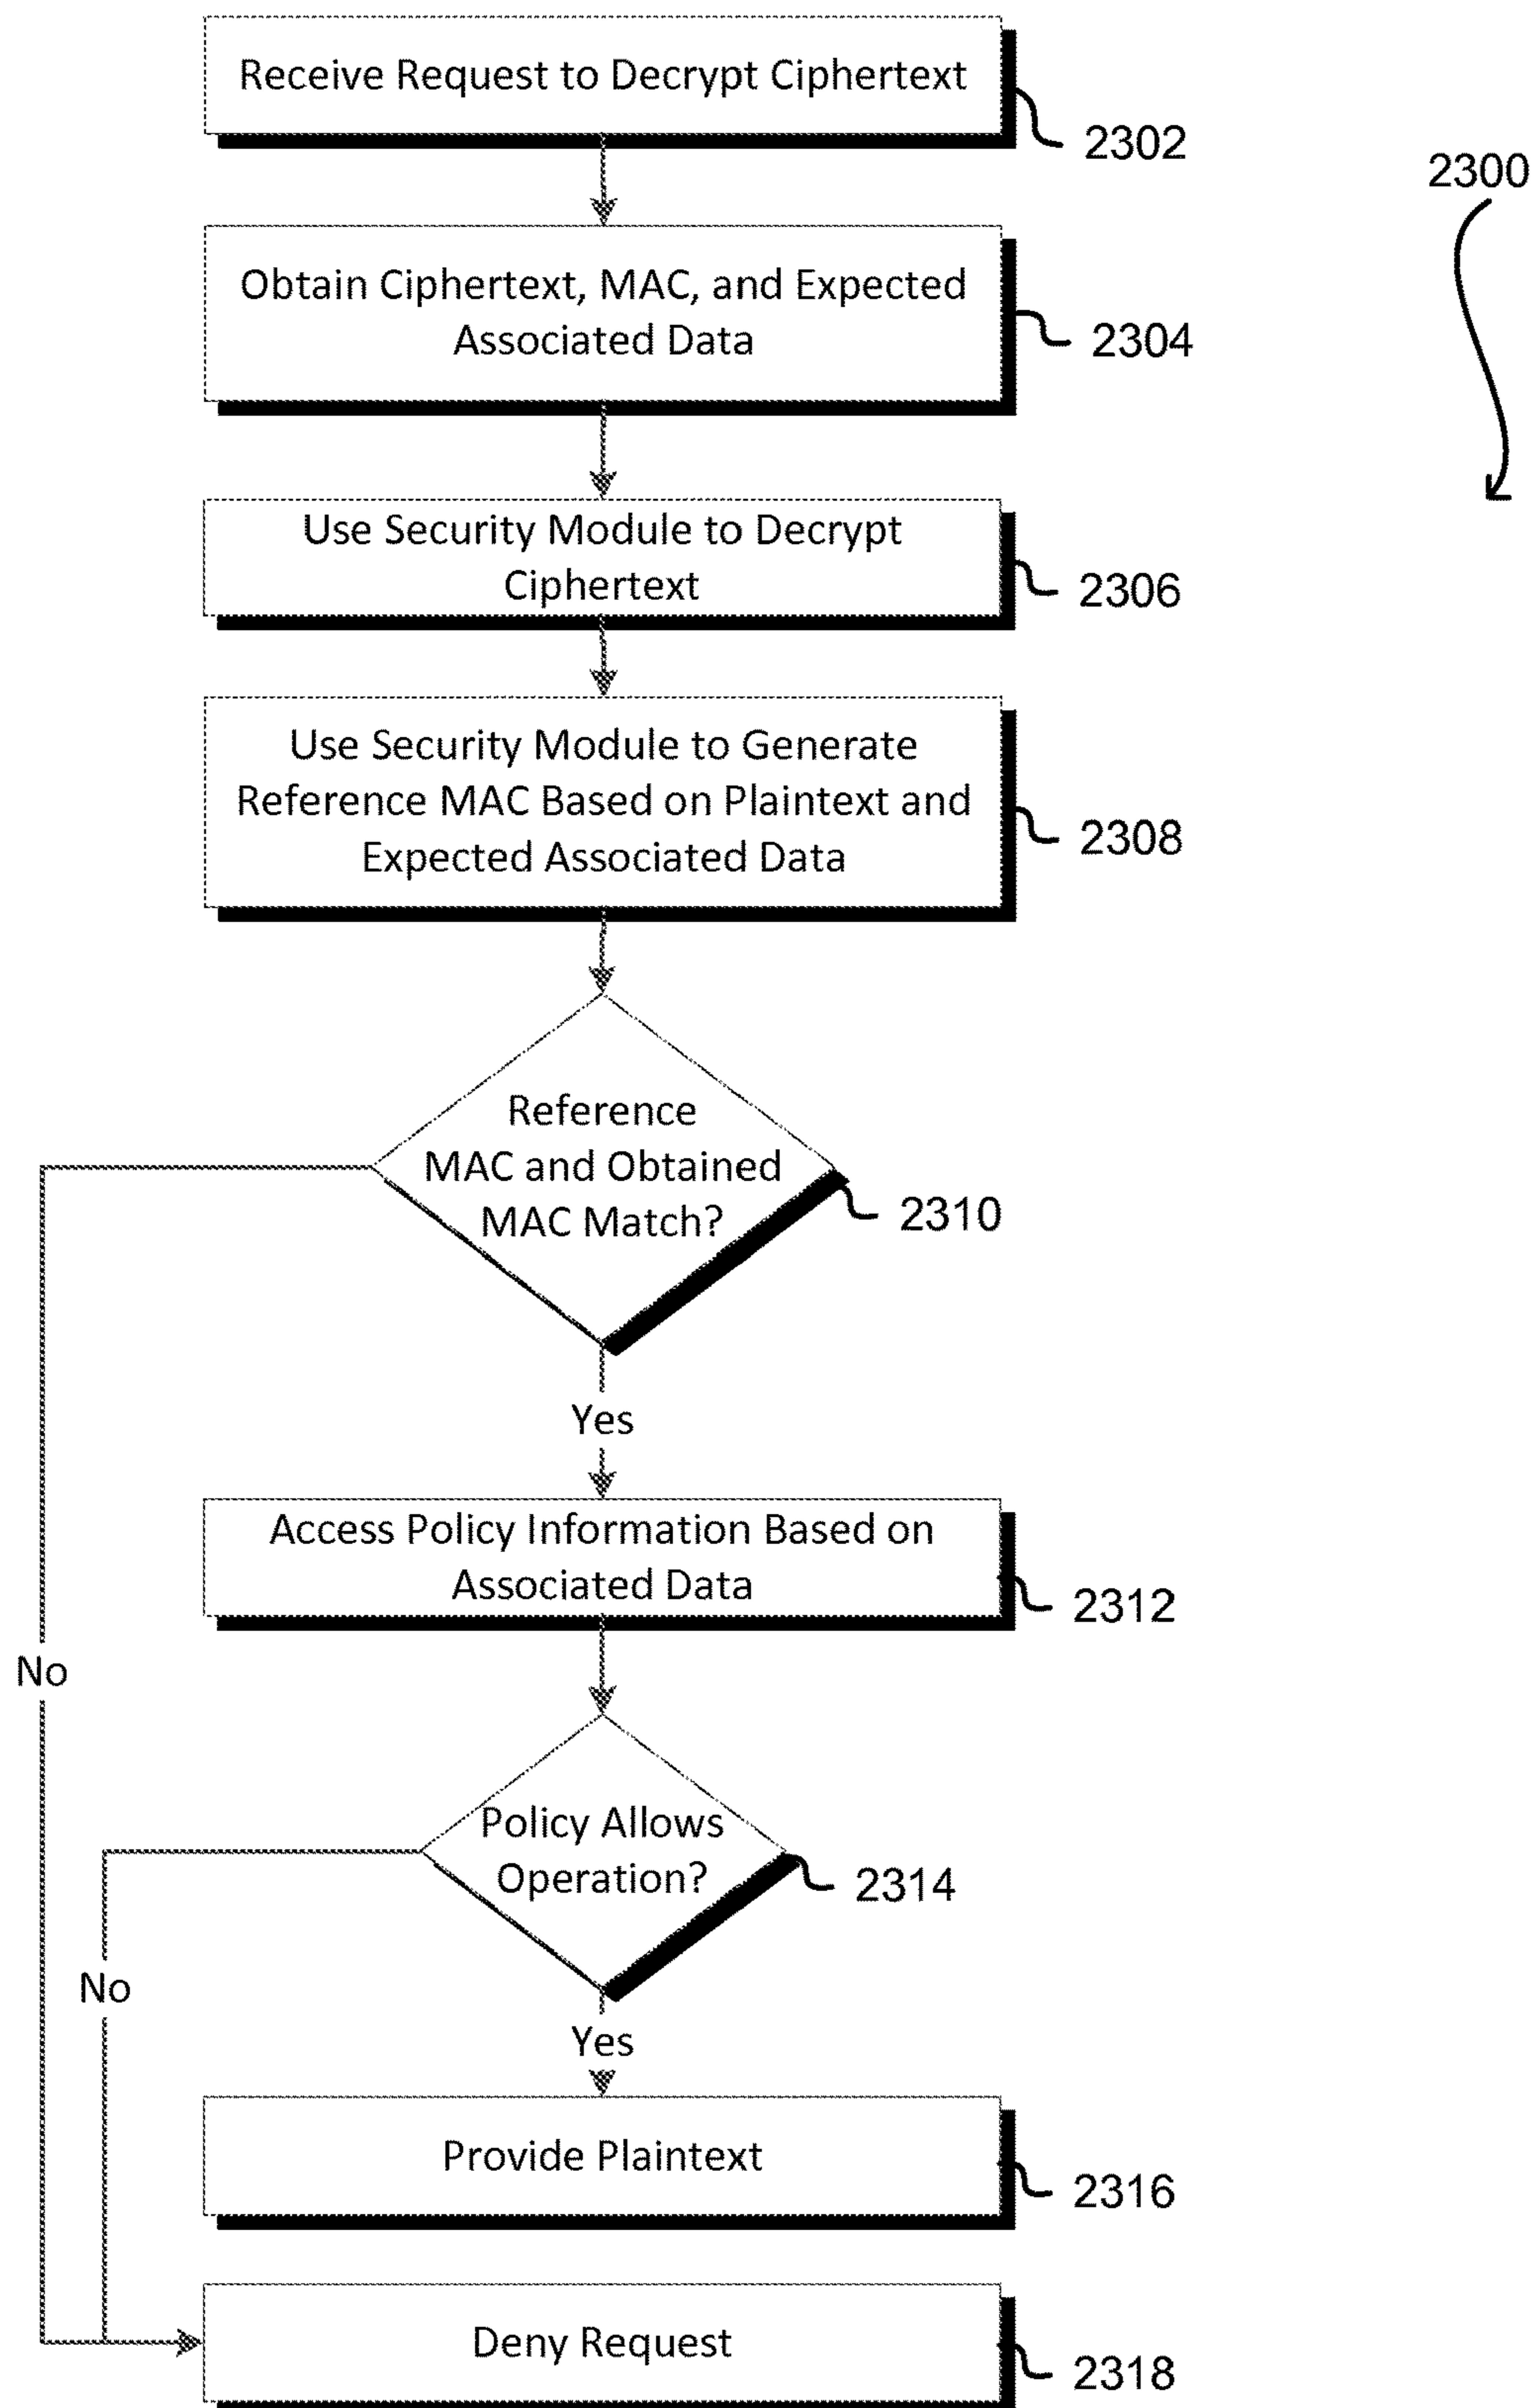 Receive Request to Decrypt Ciphertext
2302
2300
Obtain Ciphertext, MAC, and Expected
Associated Data
2304
Use Security Module to Decrypt
Ciphertext
2306
Use Security Module to Generate
Reference MAC Based on Plaintext and
Expected Associated Data
2308
Reference
MAC and Obtained
MAC Match?
2310
Yes
Access Policy Information Based on
Associated Data
2312
No
Policy Allows
Operation?
2314
No
Yes
Provide Plaintext
2316
Deny Request
2318